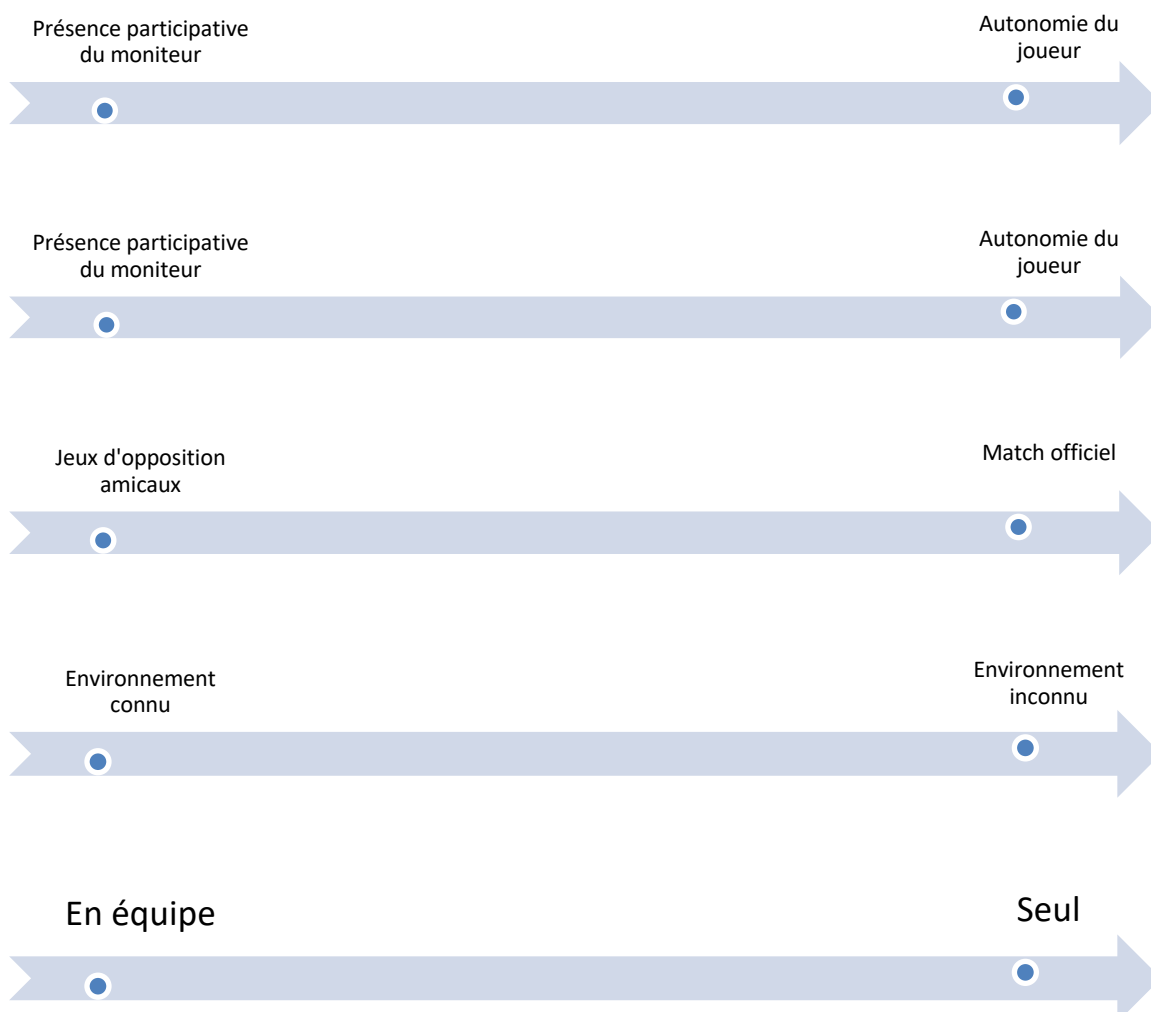 Présence participative
du moniteur
Autonomie du
joueur
Présence participative
du moniteur
Autonomie du
joueur
Jeux d'opposition
amicaux
Match officiel
Environnement
connu
Environnement
inconnu
En équipe
Seul